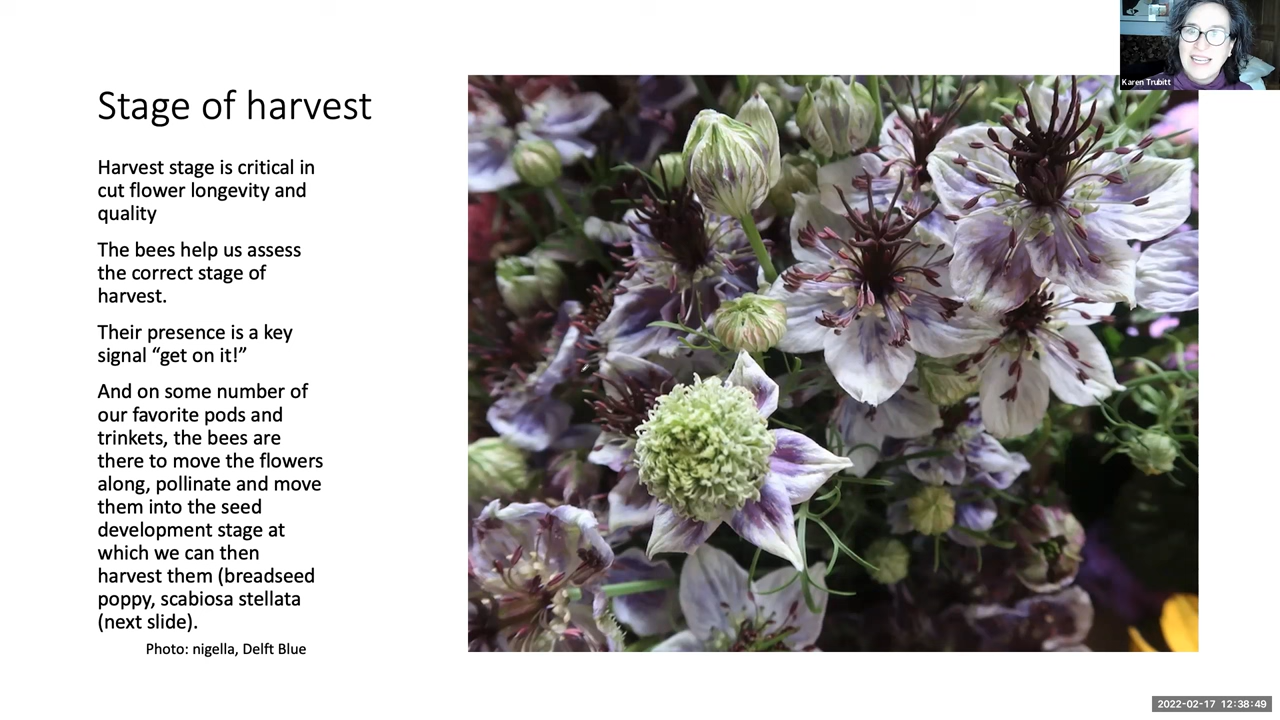 Karen Trubitt
Stage of harvest
Harvest stage is critical in
cut flower longevity and
quality
The bees help us assess
the correct stage of
harvest.
Their presence is a key
signal “get on it!”
And on some number of
our favorite pods and
trinkets, the bees are
there to move the flowers
along, pollinate and move
them into the seed
development stage at
which we can then
harvest them (breadseed
poppy, scabiosa stellata
(next slide).
Photo: nigella, Delft Blue
2022-02-17 12:38:49